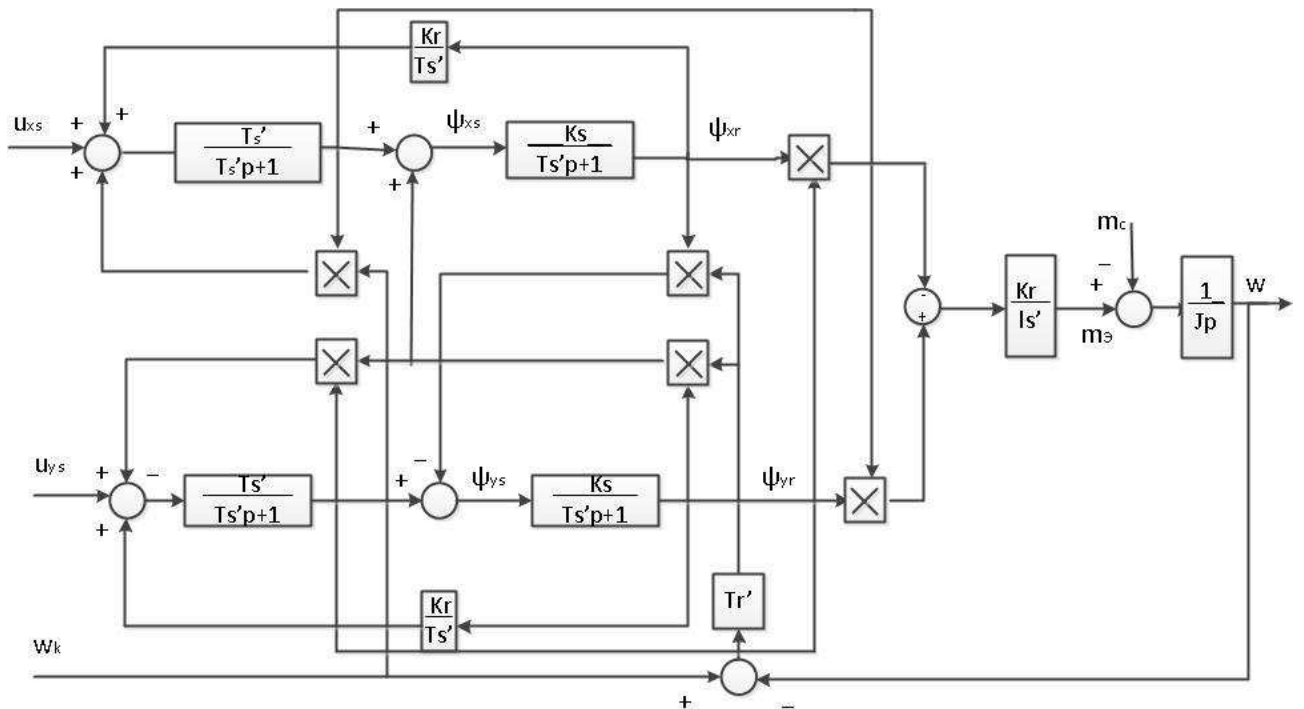 Kr
Ts’
+
uxs
+
+
Ts’
Ts’p+1
+
+
ψxs
Ks
Ts’p+1
ψxr
mc
−
+
mэ
-
+
Kr
Is’
1
Jp
w
uys
+
−
+
Ts’
Ts’p+1
+
−
ψys
Ks
Ts’p+1
ψyr
Kr
Ts’
Tr’
wk
+
−